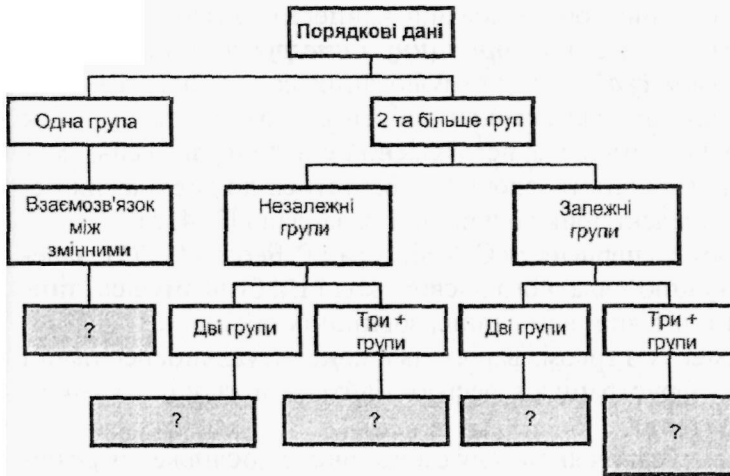 Порядкові дані
Одна група
2 та більше груп
Взаємозв'язок
між
змінними
Незалежні
групи
Залежні
групи
?
Дві групи
Три +
групи
Дві групи
Три +
групи
?
?
?
?